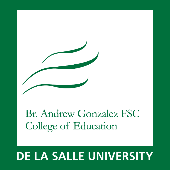 Br. Andrew Gonzalez FSC
College of Education
DE LA SALLE UNIVERSITY